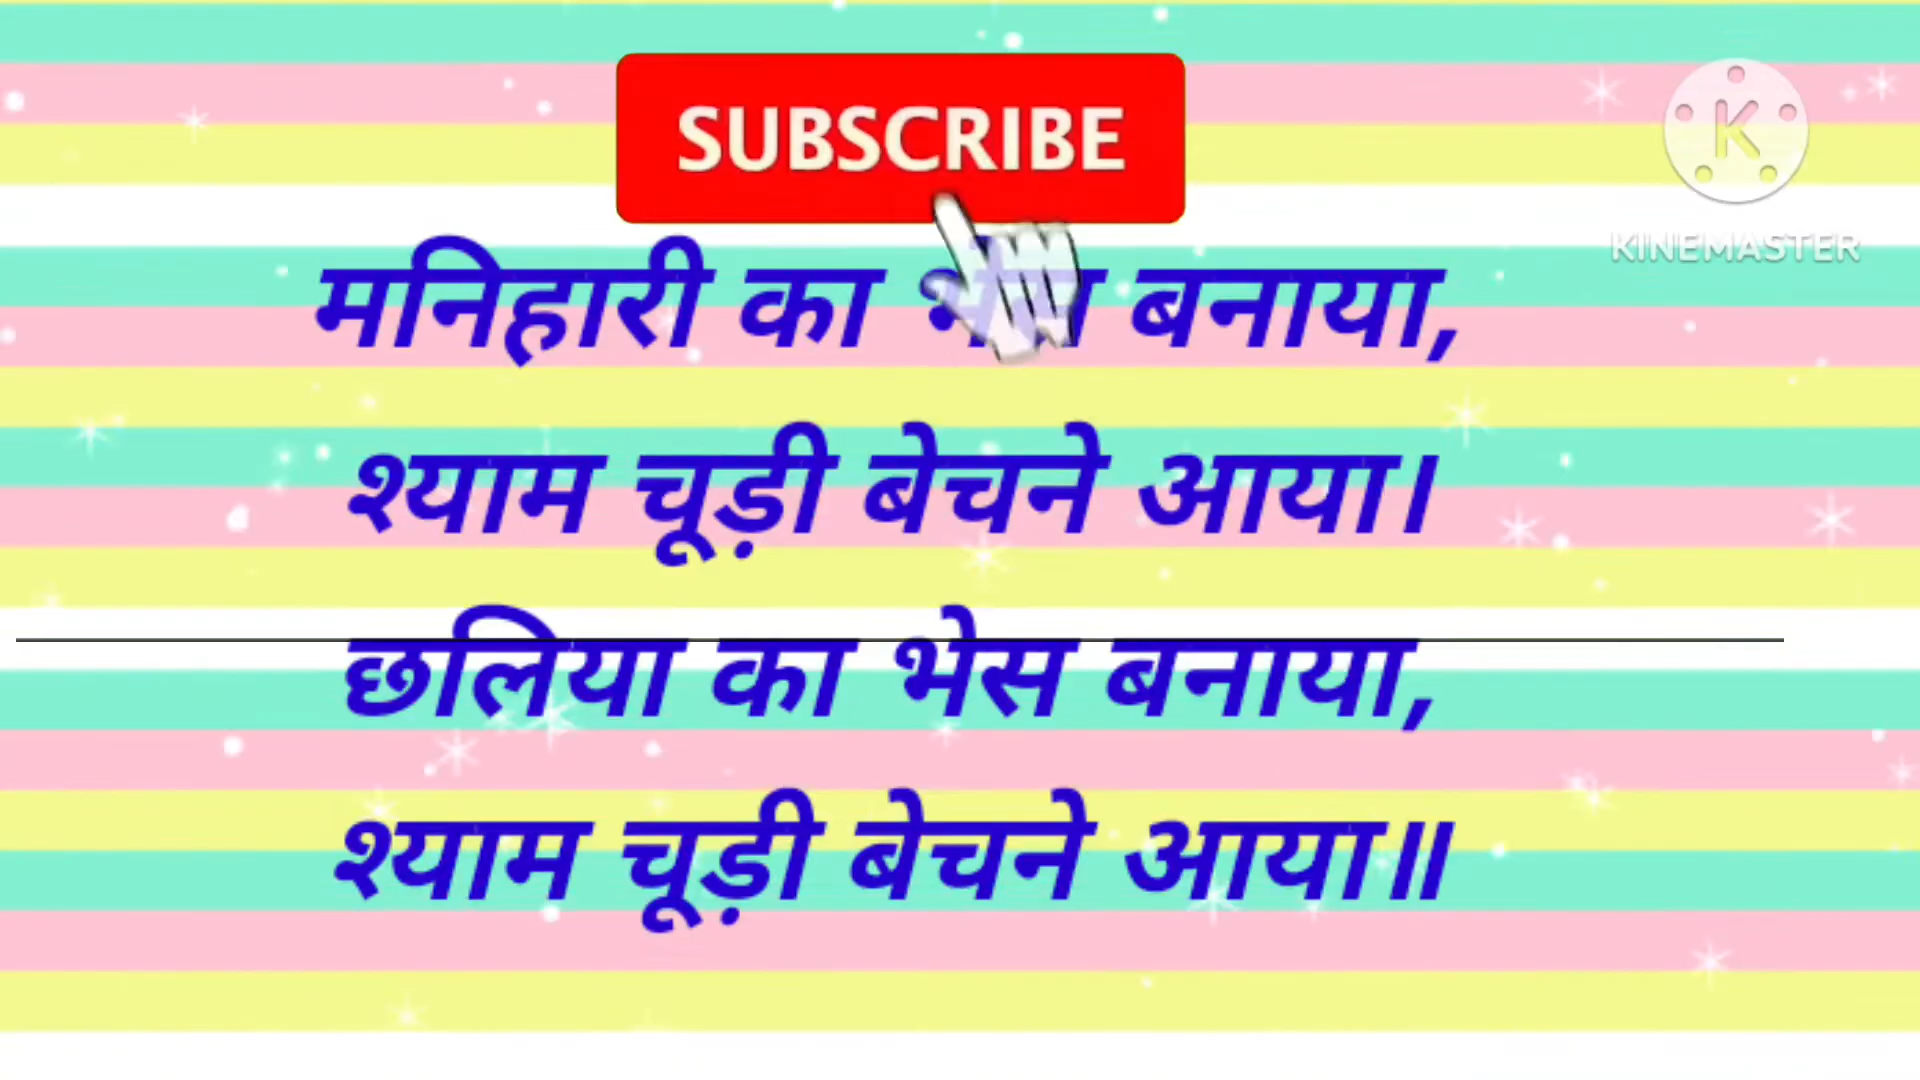 SUBSCRIBE
KINEMASTER
मनिहारी का बनाया,
श्याम चूड़ी बेचने आया।
छलिया का भेस बनाया,
श्याम चूड़ी बेचने आया॥